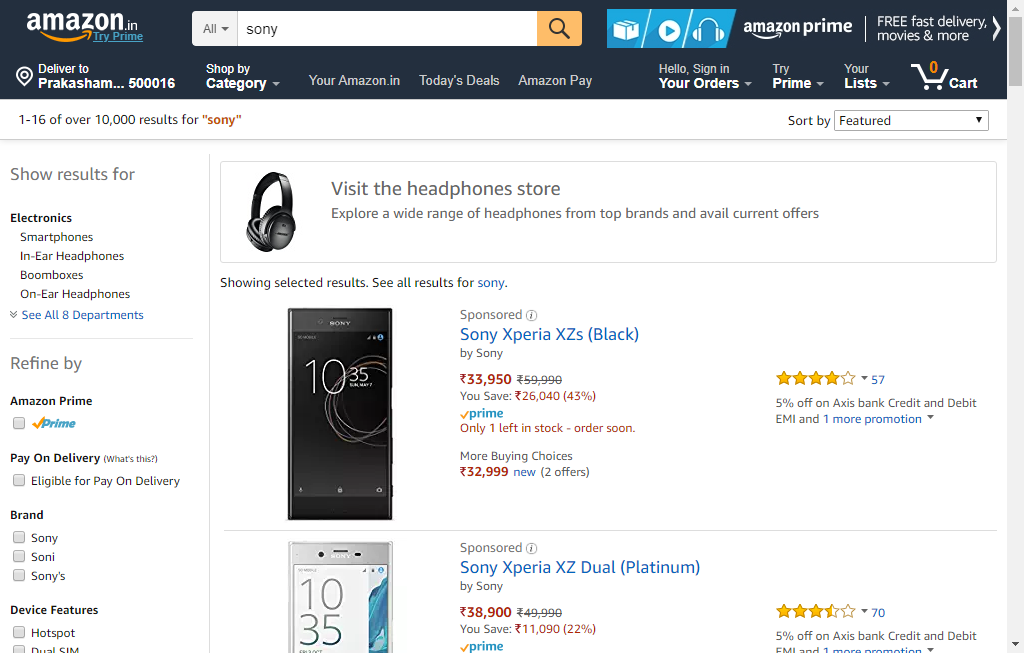 amazon.in
Try Prime
All
sony
amazon prime
FREE fast delivery,
movies & more
Deliver to
Prakasham... 500016
Shop by
Category
Your Amazon.in
Today's Deals
Amazon Pay
Hello, Sign in
Your Orders
Try
Prime
Your
Lists
0
Cart
1-16 of over 10,000 results for "sony"
Sort by
Featured
Show results for
Electronics
Smartphones
In-Ear Headphones
Boomboxes
On-Ear Headphones
See All 8 Departments
Refine by
Amazon Prime
Prime
Pay On Delivery (What's this?)
Eligible for Pay On Delivery
Brand
Sony
Soni
Sony's
Device Features
Hotspot
Dual SIM
Visit the headphones store
Explore a wide range of headphones from top brands and avail current offers
Showing selected results. See all results for sony.
SONY
10 35
SUN, MAY 7
Sponsored
Sony Xperia XZs (Black)
by Sony
₹33,950 ₹59,990
You Save: ₹26,040 (43%)
prime
Only 1 left in stock - order soon.
More Buying Choices
₹32,999 new (2 offers)
57
5% off on Axis bank Credit and Debit
EMI and 1 more promotion
SONY
10
35
Sponsored
Sony Xperia XZ Dual (Platinum)
by Sony
₹38,900 ₹49,990
You Save: ₹11,090 (22%)
prime
70
5% off on Axis bank Credit and Debit
EMI and 1 more promotion